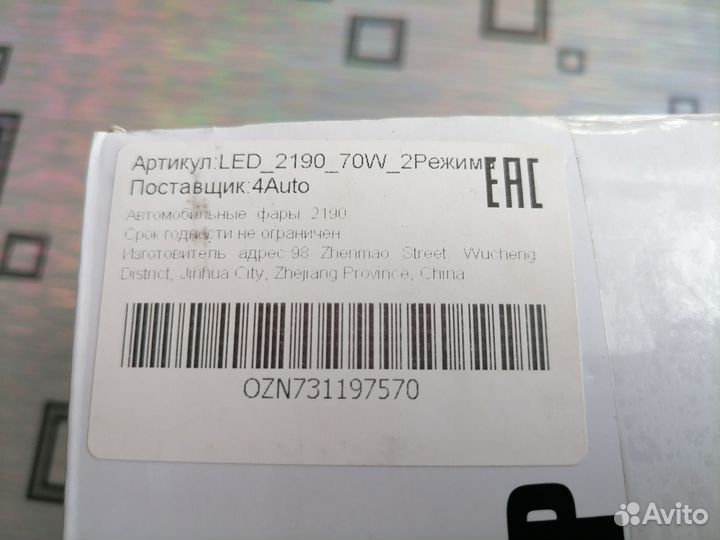 Артикул:LED_2190_70W_2Режим
Поставщик:4Auto
EAC
Автомобильные фары 2190
Срок годности не ограничен
Изготовитель адрес 98 Zhenmao Street, Wucheng
District, Jinhua City, Zhejiang Province, China
OZN731197570
P
Avito